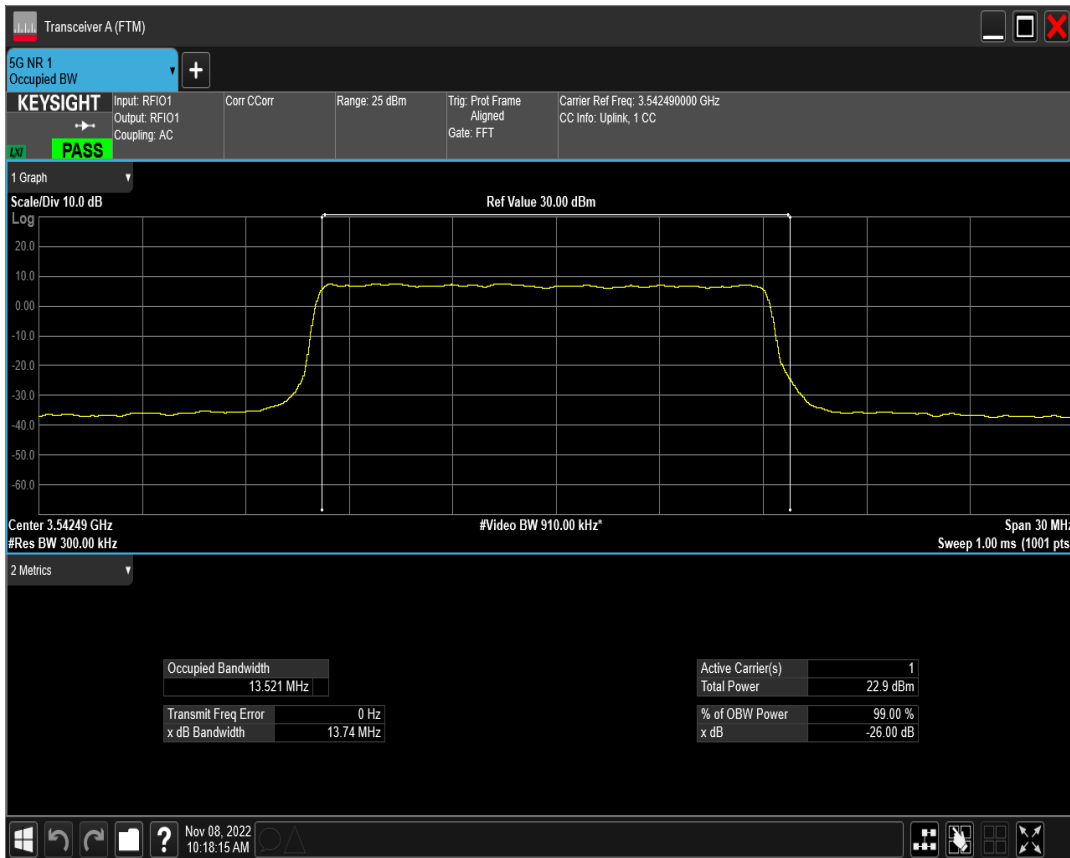 Transceiver A (FTM)
5G NR 1
Occupied BW
+
KEYSIGHT
LXI
PASS
Input: RFIO1
Output: RFIO1
Coupling: AC
Corr CCorr
Range: 25 dBm
Trig: Prot Frame
Aligned
Gate: FFT
Carrier Ref Freq: 3.542490000 GHz
CC Info: Uplink, 1 CC
1 Graph
Scale/Div 10.0 dB
Ref Value 30.00 dBm
Log
20.0
10.0
0.00
-10.0
-20.0
-30.0
-40.0
-50.0
-60.0
Center 3.54249 GHz
#Video BW 910.00 kHz*
Span 30 MHz
#Res BW 300.00 kHz
Sweep 1.00 ms (1001 pts
2 Metrics
Occupied Bandwidth
13.521 MHz
Transmit Freq Error 0 Hz
x dB Bandwidth 13.74 MHz
Active Carrier(s) 1
Total Power 22.9 dBm
% of OBW Power 99.00 %
x dB -26.00 dB
?
Nov 08, 2022
10:18:15 AM